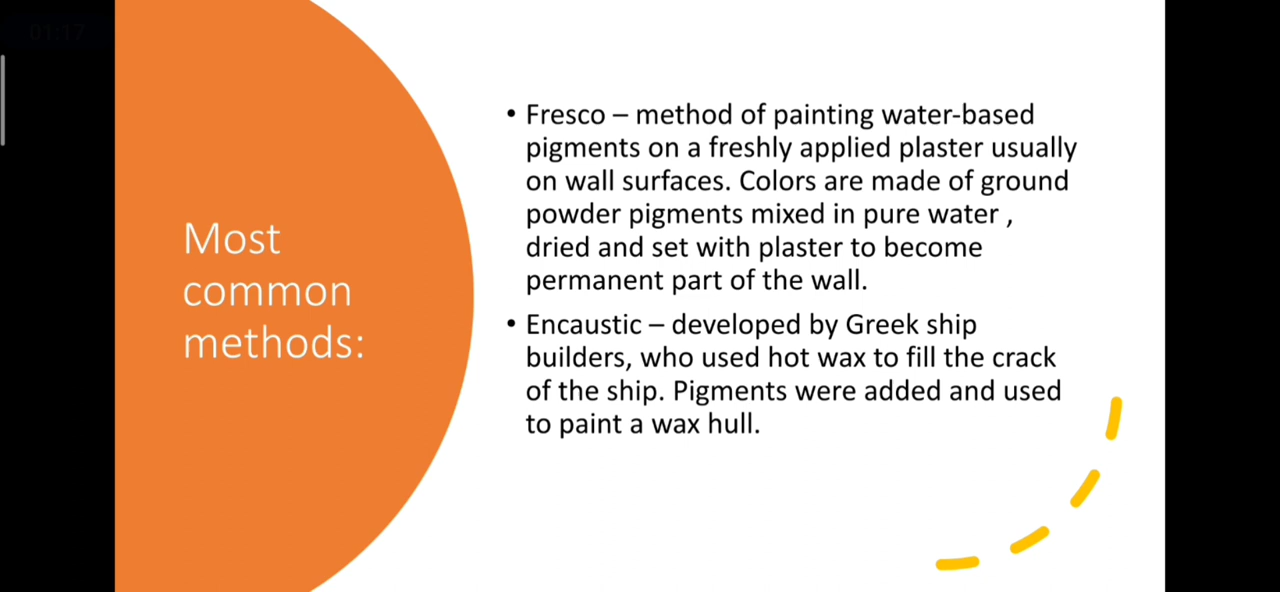 01:17
Most
common
methods:
• Fresco – method of painting water-based
pigments on a freshly applied plaster usually
on wall surfaces. Colors are made of ground
powder pigments mixed in pure water ,
dried and set with plaster to become
permanent part of the wall.
• Encaustic – developed by Greek ship
builders, who used hot wax to fill the crack
of the ship. Pigments were added and used
to paint a wax hull.